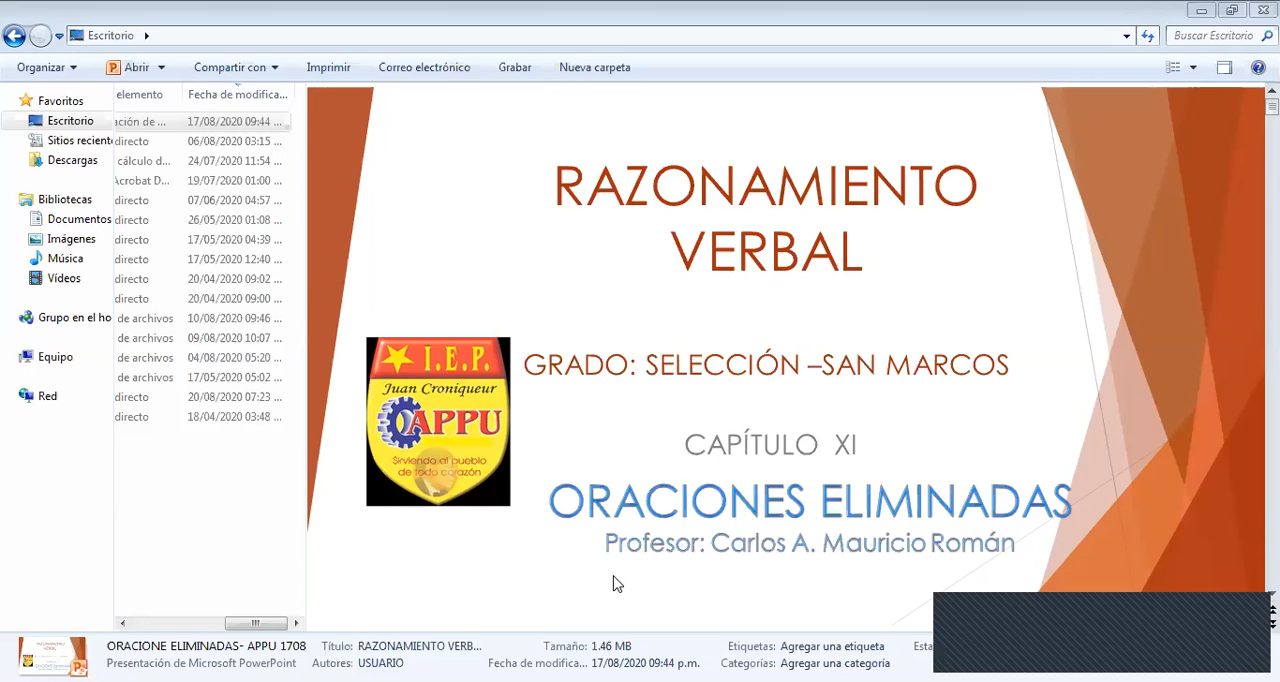 Escritorio
Buscar Escritorio
Organizar
Abrir
Compartir con
Imprimir
Correo electrónico
Grabar
Nueva carpeta
Favoritos
Escritorio
Sitios recient
Descargas
Bibliotecas
Documentos
Imágenes
Música
Vídeos
Grupo en el ho
Equipo
Red
elemento Fecha de modifica...
ación de ... 17/08/2020 09:44 ...
directo 06/08/2020 03:15 ...
cálculo d... 24/07/2020 11:54 ...
Acrobat D... 19/07/2020 01:00 ...
directo 07/06/2020 04:57 ...
directo 26/05/2020 01:08 ...
directo 17/05/2020 04:39 ...
directo 17/05/2020 12:40 ...
directo 20/04/2020 09:02 ...
directo 20/04/2020 09:00 ...
de archivos 10/08/2020 09:46 ...
de archivos 09/08/2020 10:07 ...
de archivos 04/08/2020 05:20 ...
de archivos 17/05/2020 05:02 ...
directo 20/08/2020 07:23 ...
directo 18/04/2020 03:48 ...
RAZONAMIENTO
VERBAL
I.E.P.
Juan Croniqueur
APPU
Sirviendo al pueblo
de todo corazón
GRADO: SELECCIÓN –SAN MARCOS
CAPÍTULO XI
ORACIONES ELIMINADAS
Profesor: Carlos A. Mauricio Román
ORACIONE ELIMINADAS- APPU 1708
Presentación de Microsoft PowerPoint
Título: RAZONAMIENTO VERB...
Autores: USUARIO
Tamaño: 1.46 MB
Fecha de modifica... 17/08/2020 09:44 p.m.
Etiquetas: Agregar una etiqueta
Categorías: Agregar una categoría
Esta